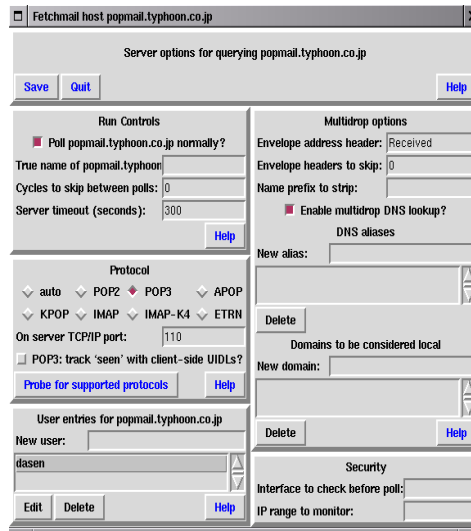 Fetchmail host popmail.typhoon.co.jp
Server options for querying popmail.typhoon.co.jp
Save Quit Help
Run Controls
Poll popmail.typhoon.co.jp normally?
True name of popmail.typhoon
Cycles to skip between polls: 0
Server timeout (seconds): 300
Help
Protocol
auto POP2 POP3 APOP
KPOP IMAP IMAP-K4 ETRN
On server TCP/IP port: 110
POP3: track 'seen' with client-side UIDLs?
Probe for supported protocols Help
User entries for popmail.typhoon.co.jp
New user:
dasen
Edit Delete Help
Multidrop options
Envelope address header: Received
Envelope headers to skip: 0
Name prefix to strip:
Enable multidrop DNS lookup?
DNS aliases
New alias:
Delete
Domains to be considered local
New domain:
Delete Help
Security
Interface to check before poll:
IP range to monitor: